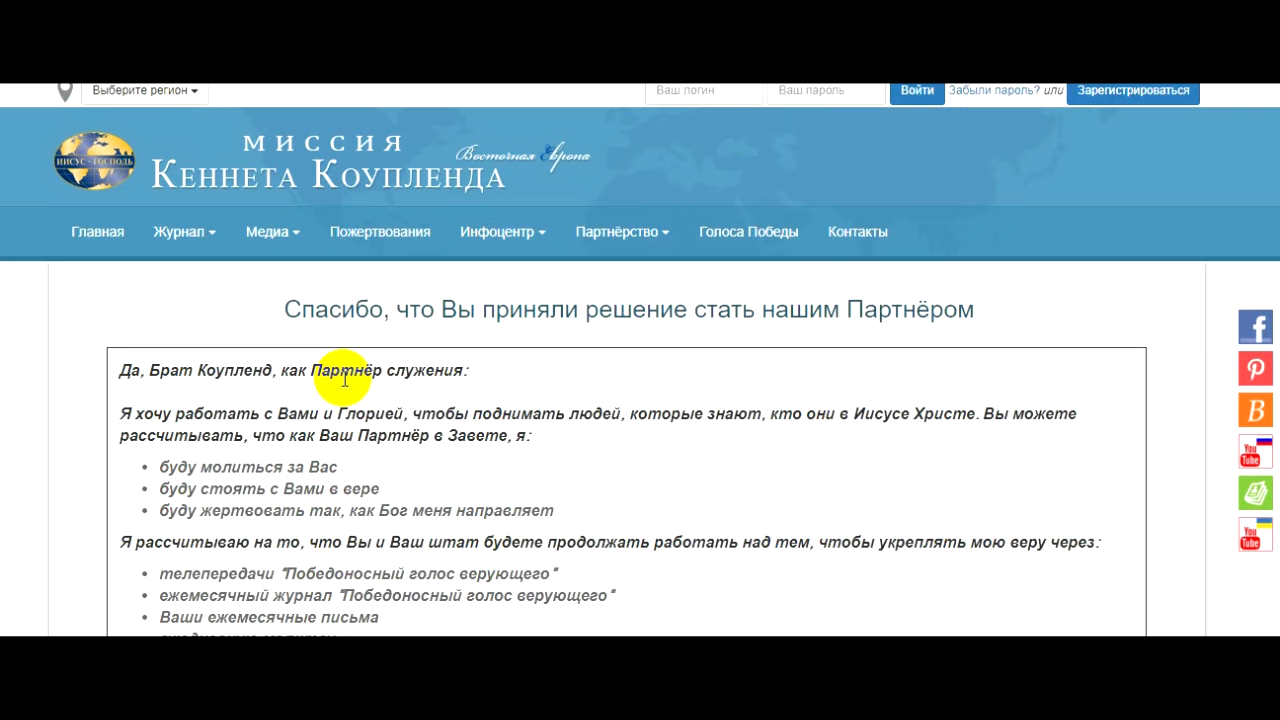 Выберите регион
Ваш логин
Ваш пароль
Войти
Забыли пароль? или
Зарегистрироваться
ИИСУС - ГОСПОДЬ
МИССИЯ
КЕННЕТА КОУПЛЕНДА
Восточная Европа
Главная
Журнал
Медиа
Пожертвования
Инфоцентр
Партнёрство
Голоса Победы
Контакты
Спасибо, что Вы приняли решение стать нашим Партнёром
Да, Брат Коупленд, как Партнёр служения:
Я хочу работать с Вами и Глорией, чтобы поднимать людей, которые знают, кто они в Иисусе Христе. Вы можете
рассчитывать, что как Ваш Партнёр в Завете, я:
• буду молиться за Вас
• буду стоять с Вами в вере
• буду жертвовать так, как Бог меня направляет
Я рассчитываю на то, что Вы и Ваш штат будете продолжать работать над тем, чтобы укреплять мою веру через:
• телепередачи "Победоносный голос верующего"
• ежемесячный журнал "Победоносный голос верующего"
• Ваши ежемесячные письма
You
Tube
You
Tube